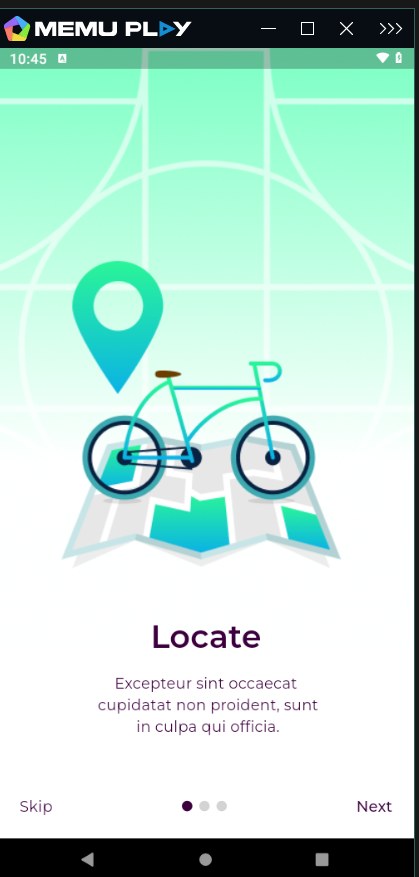 MEMU PLAY
10:45 A
Locate
Excepteur sint occaecat
cupidatat non proident, sunt
in culpa qui officia.
Skip Next